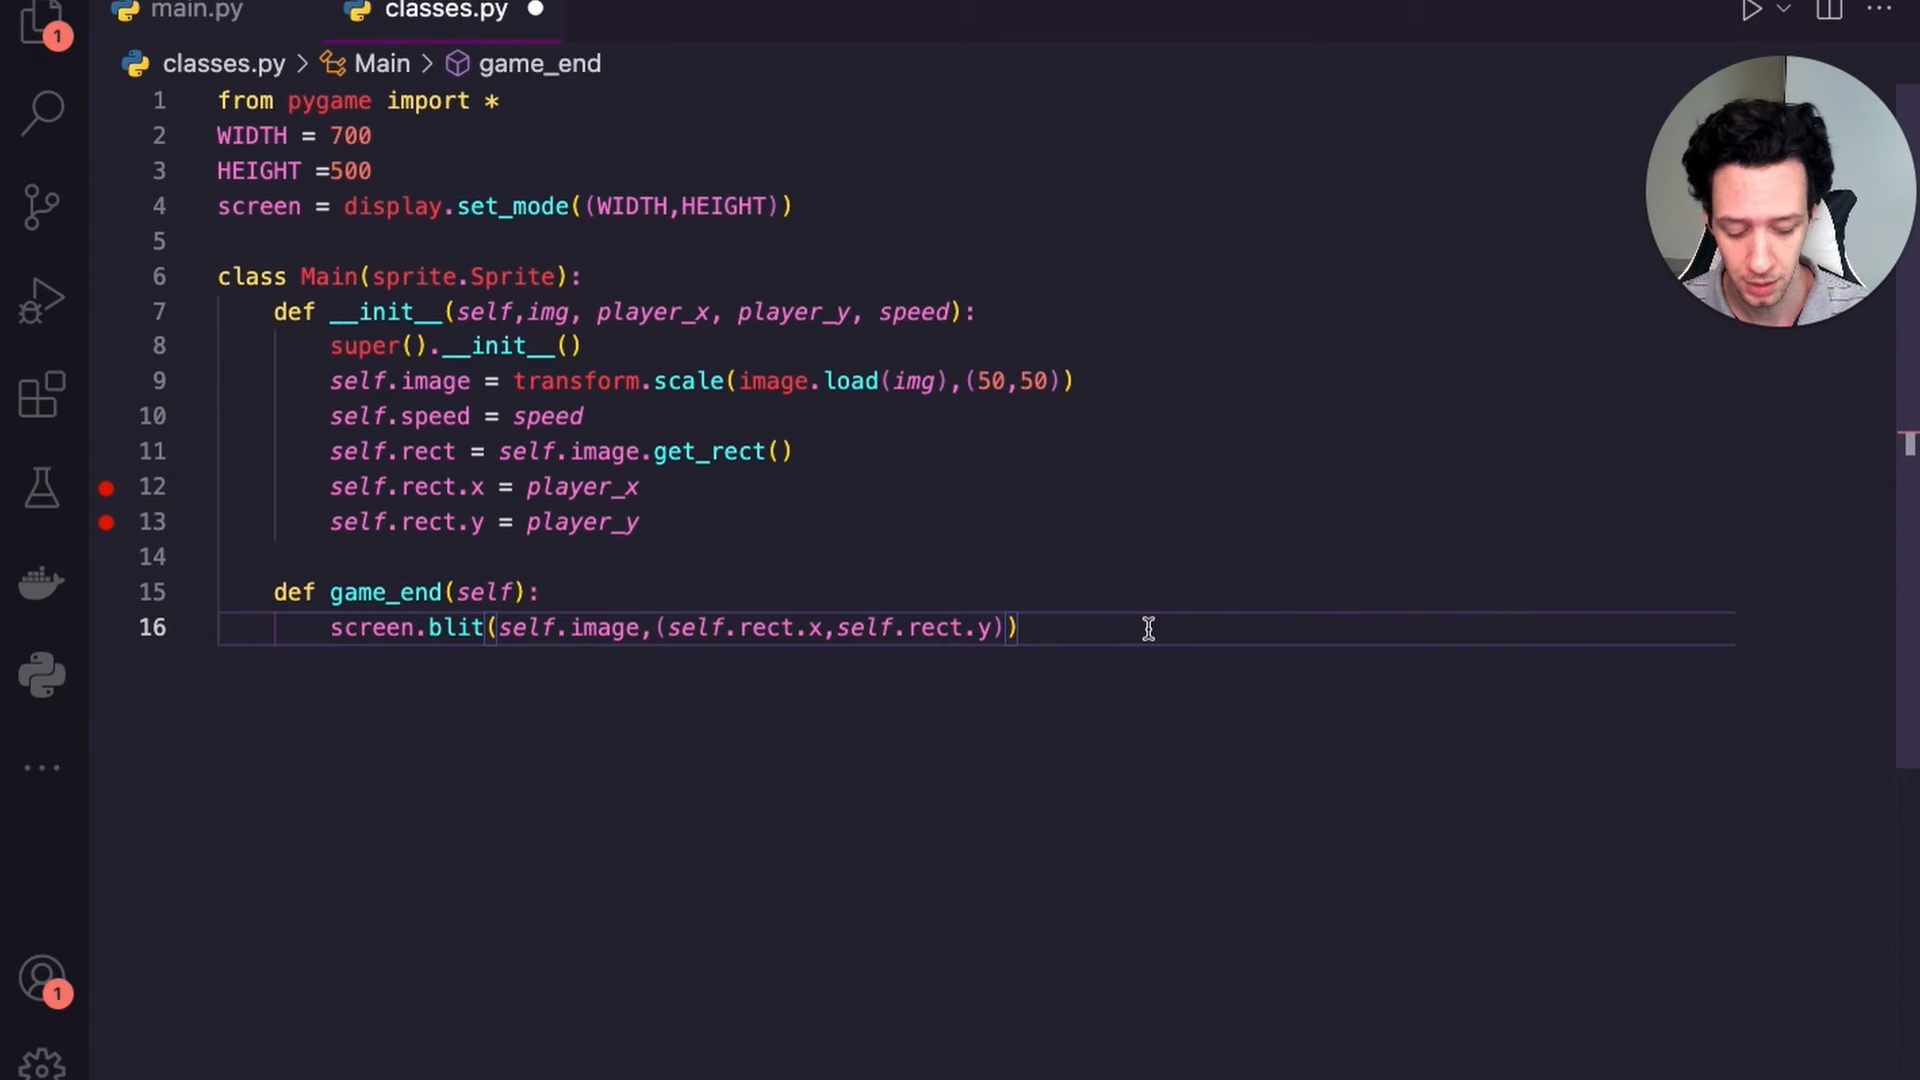 main.py classes.py
classes.py > Main > game_end
1 from pygame import *
2 WIDTH = 700
3 HEIGHT =500
4 screen = display.set_mode((WIDTH,HEIGHT))
5
6 class Main(sprite.Sprite):
7 def __init__(self,img, player_x, player_y, speed):
8 super().__init__()
9 self.image = transform.scale(image.load(img),(50,50))
10 self.speed = speed
11 self.rect = self.image.get_rect()
12 self.rect.x = player_x
13 self.rect.y = player_y
14
15 def game_end(self):
16 screen.blit(self.image,(self.rect.x,self.rect.y))
1
1